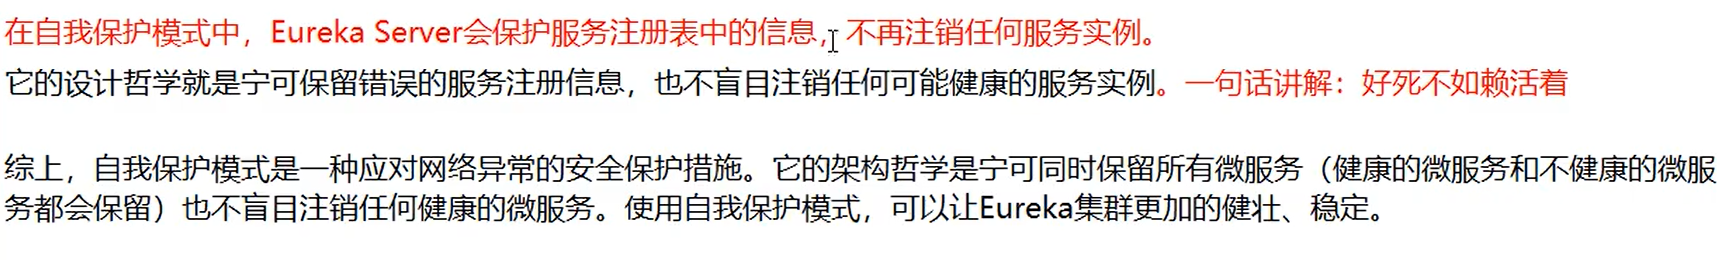 在自我保护模式中，Eureka Server会保护服务注册表中的信息，不再注销任何服务实例。
它的设计哲学就是宁可保留错误的服务注册信息，也不盲目注销任何可能健康的服务实例。一句话讲解：好死不如赖活着
综上，自我保护模式是一种应对网络异常的安全保护措施。它的架构哲学是宁可同时保留所有微服务（健康的微服务和不健康的微服
务都会保留）也不盲目注销任何健康的微服务。使用自我保护模式，可以让Eureka集群更加的健壮、稳定。